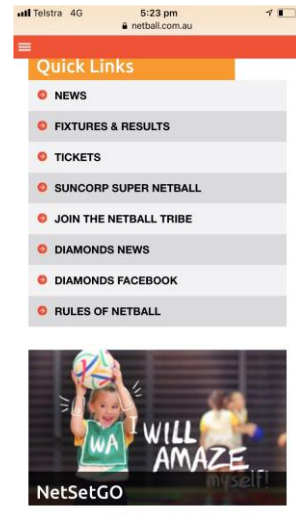 Telstra 4G 5:23 pm
netball.com.au
Quick Links
NEWS
FIXTURES & RESULTS
TICKETS
SUNCORP SUPER NETBALL
JOIN THE NETBALL TRIBE
DIAMONDS NEWS
DIAMONDS FACEBOOK
RULES OF NETBALL
WA
I WILL
AMAZE
myself!
NetSetGO